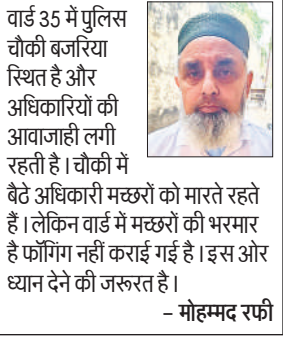 वार्ड 35 में पुलिस
चौकी बजरिया
स्थित है और
अधिकारियों की
आवाजाही लगी
रहती है। चौकी में
बैठे अधिकारी मच्छरों को मारते रहते
हैं। लेकिन वार्ड में मच्छरों की भरमार
है फॉगिंग नहीं कराई गई है। इस ओर
ध्यान देने की जरूरत है।
– मोहम्मद रफी